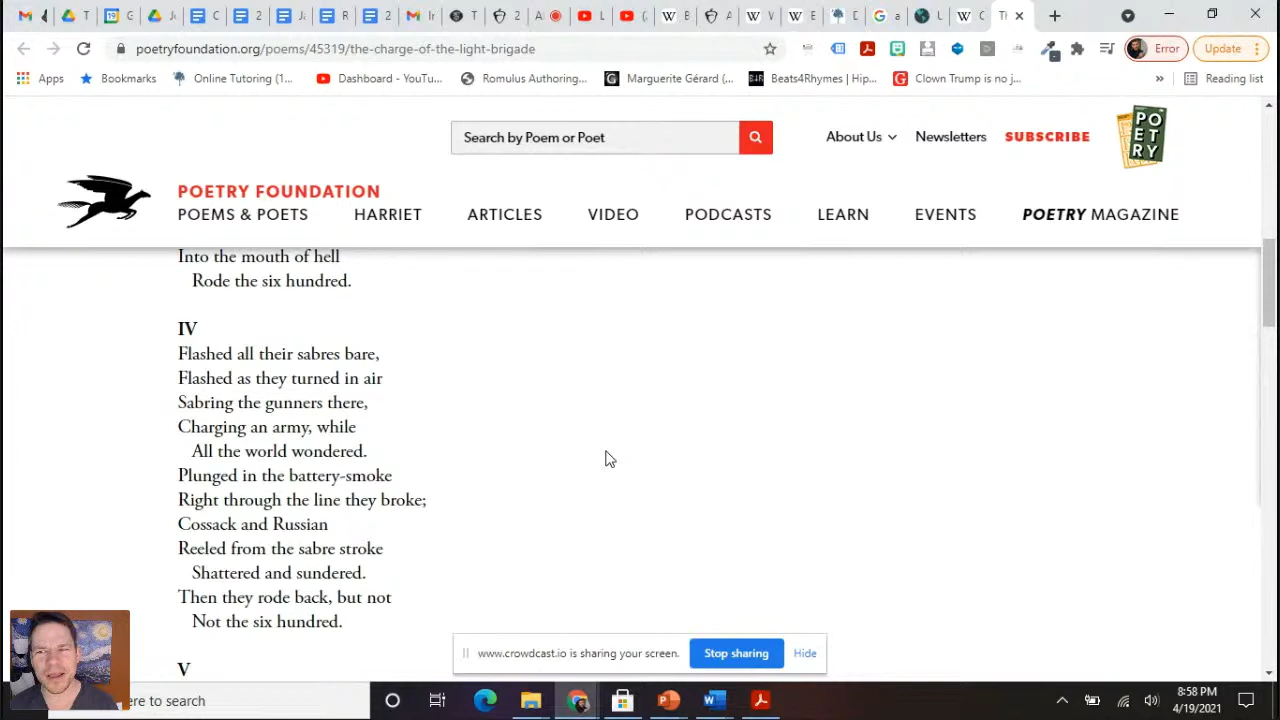 M
T
G
J
C
2
J
R
2
M Ir
T
2
A
L
(
W B
A
W V
W E
D
G a
L
W C
Th
poetryfoundation.org/poems/45319/the-charge-of-the-light-brigade
Error
Update
Apps
Bookmarks
Online Tutoring (1...
Dashboard - YouTu...
Romulus Authoring...
Marguerite Gérard (...
Beats4Rhymes | Hip...
Clown Trump is no j...
»
Reading list
Search by Poem or Poet
About Us
Newsletters
SUBSCRIBE
PO
ET
RY
POETRY FOUNDATION
POEMS & POETS
HARRIET
ARTICLES
VIDEO
PODCASTS
LEARN
EVENTS
POETRY MAGAZINE
Into the mouth of hell
Rode the six hundred.
IV
Flashed all their sabres bare,
Flashed as they turned in air
Sabring the gunners there,
Charging an army, while
All the world wondered.
Plunged in the battery-smoke
Right through the line they broke;
Cossack and Russian
Reeled from the sabre stroke
Shattered and sundered.
Then they rode back, but not
Not the six hundred.
V
www.crowdcast.io is sharing your screen.
Stop sharing
Hide
ere to search
8:58 PM
4/19/2021